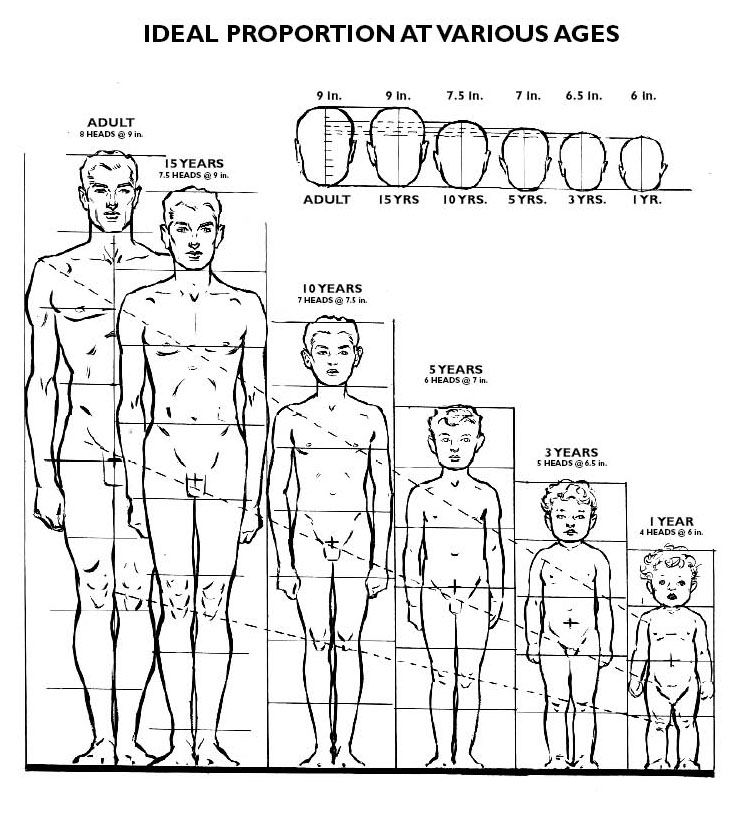 IDEAL PROPORTION AT VARIOUS AGES
9 in. 9 in. 7.5 in. 7 in. 6.5 in. 6 in.
ADULT 15 YRS 10 YRS. 5 YRS. 3 YRS. 1 YR.
ADULT
8 HEADS @ 9 in.
15 YEARS
7.5 HEADS @ 9 in.
10 YEARS
7 HEADS @ 7.5 in.
5 YEARS
6 HEADS @ 7 in.
3 YEARS
5 HEADS @ 6.5 in.
1 YEAR
4 HEADS @ 6 in.